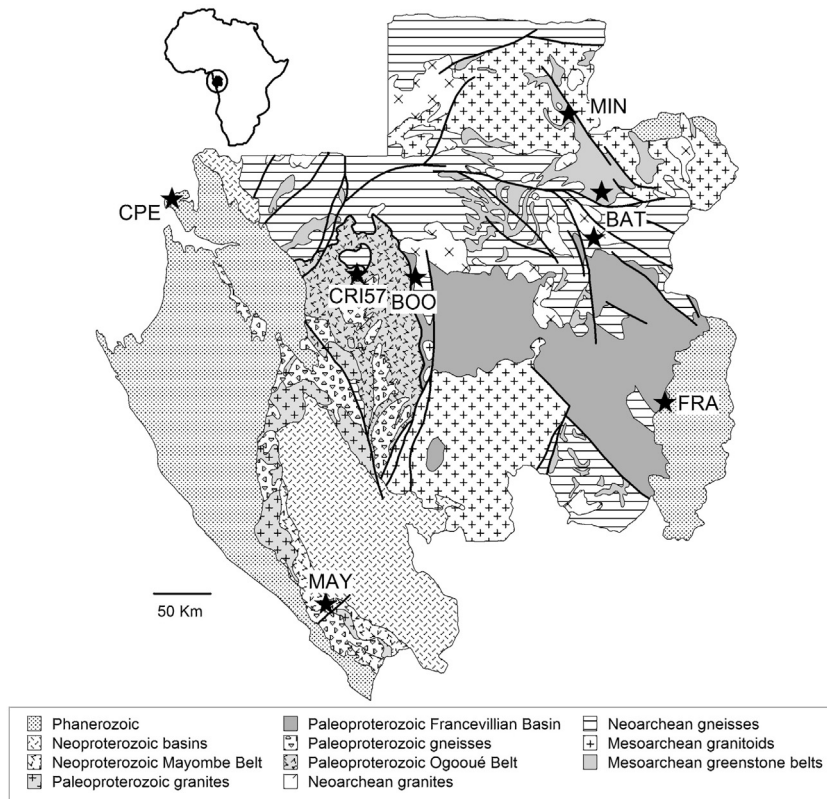 MIN
CPE
BAT
CRI57
BOO
FRA
MAY
50 Km
Phanerozoic
Neoproterozoic basins
Neoproterozoic Mayombe Belt
Paleoproterozoic granites
Paleoproterozoic Francevillian Basin
Paleoproterozoic gneisses
Paleoproterozoic Ogooué Belt
Neoarchean granites
Neoarchean gneisses
Mesoarchean granitoids
Mesoarchean greenstone belts